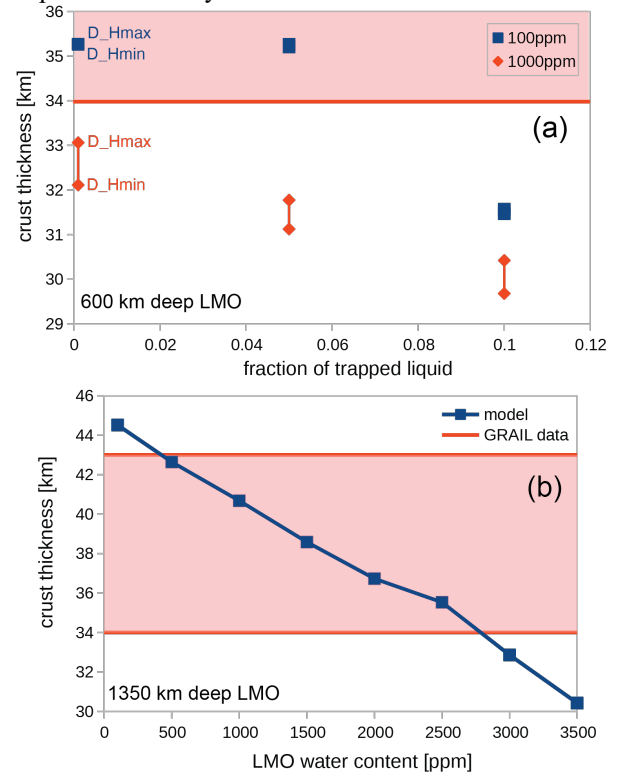 36
35
34
33
32
31
30
29
crust thickness [km]
D_Hmax
D_Hmin
100ppm
1000ppm
(a)
D_Hmax
D_Hmin
600 km deep LMO
0 0.02 0.04 0.06 0.08 0.1 0.12
fraction of trapped liquid
46
44
42
40
38
36
34
32
30
crust thickness [km]
model
GRAIL data
(b)
1350 km deep LMO
0 500 1000 1500 2000 2500 3000 3500
LMO water content [ppm]